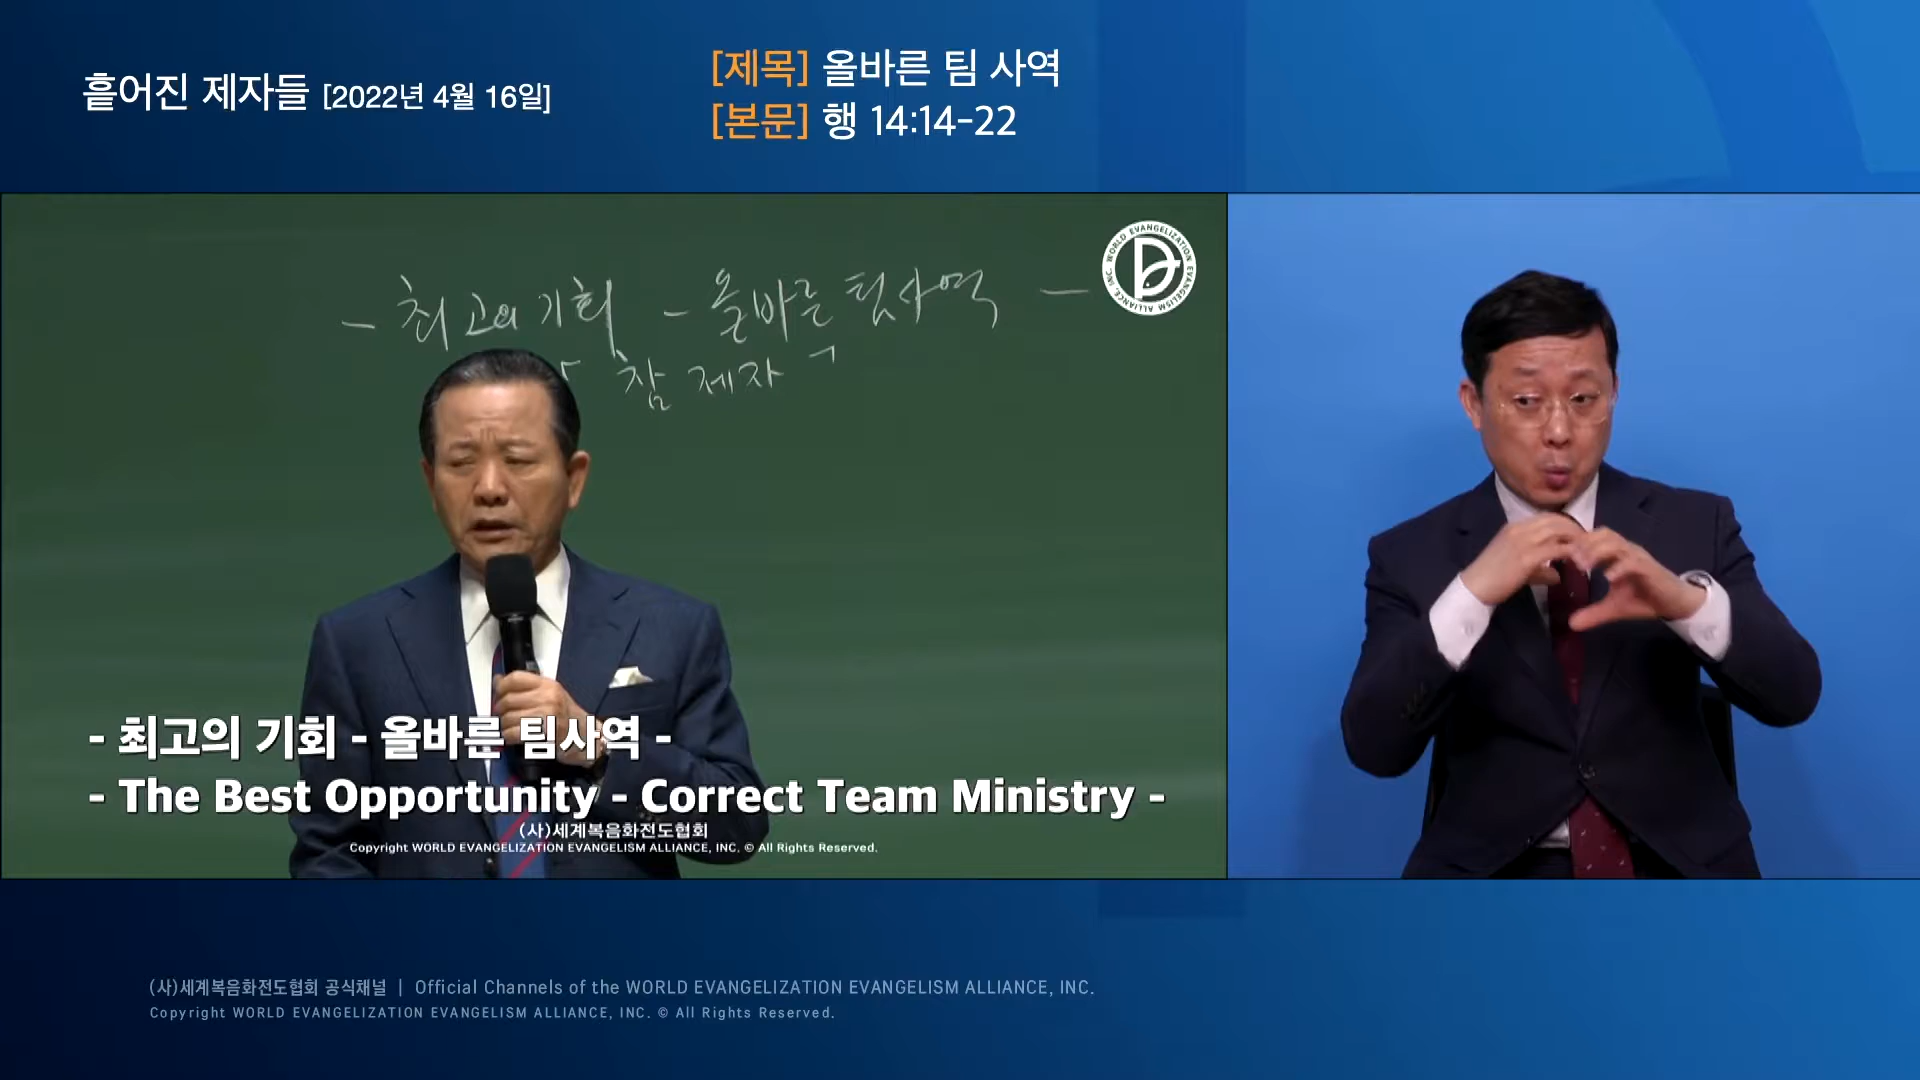 흩어진 제자들 [2022년 4월 16일]
[제목] 올바른 팀 사역
[본문] 행 14:14-22
- 최고의 기회 - 올바른 팀사역 -
참 제자
WORLD EVANGELIZATION EVANGELISM ALLIANCE, INC.
- 최고의 기회 - 올바른 팀사역 -
- The Best Opportunity - Correct Team Ministry -
(사)세계복음화전도협회
Copyright WORLD EVANGELIZATION EVANGELISM ALLIANCE, INC. © All Rights Reserved.
(사)세계복음화전도협회 공식채널 | Official Channels of the WORLD EVANGELIZATION EVANGELISM ALLIANCE, INC.
Copyright WORLD EVANGELIZATION EVANGELISM ALLIANCE, INC. © All Rights Reserved.